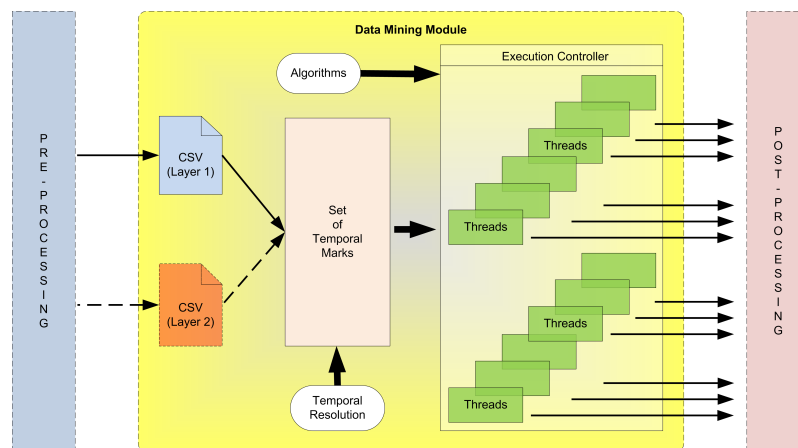 Data Mining Module
PRE-PROCESSING
Algorithms
Execution Controller
CSV
(Layer 1)
CSV
(Layer 2)
Set
of
Temporal
Marks
Temporal
Resolution
Threads
Threads
Threads
Threads
POST-PROCESSING